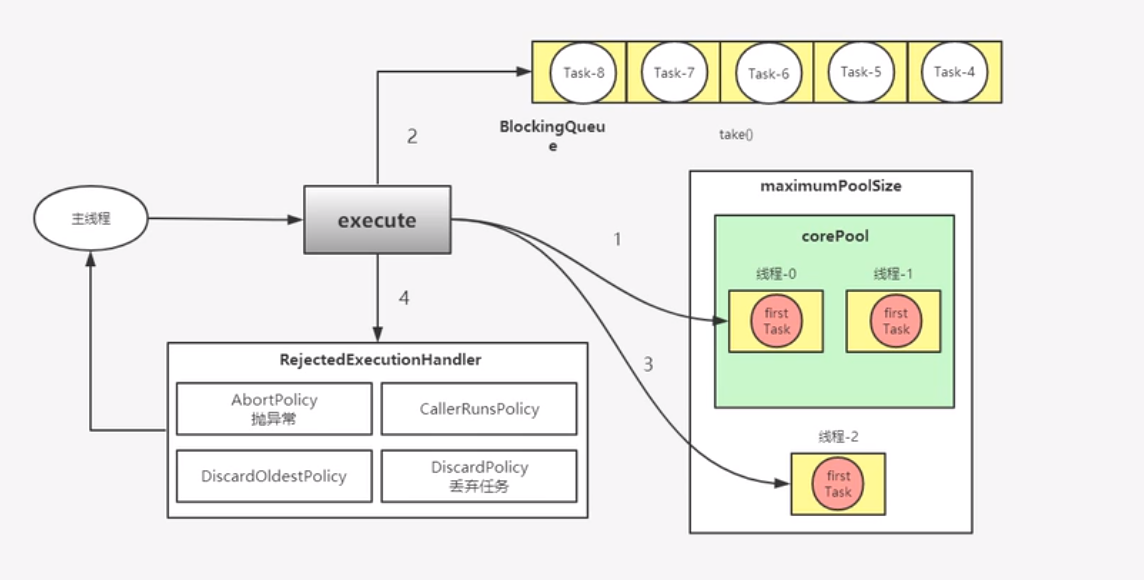 Task-8
Task-7
Task-6
Task-5
Task-4
BlockingQueu
e
take()
2
maximumPoolSize
主线程
execute
1
corePool
线程-0
线程-1
first
Task
first
Task
4
3
RejectedExecutionHandler
AbortPolicy
抛异常
CallerRunsPolicy
DiscardOldestPolicy
DiscardPolicy
丢弃任务
线程-2
first
Task